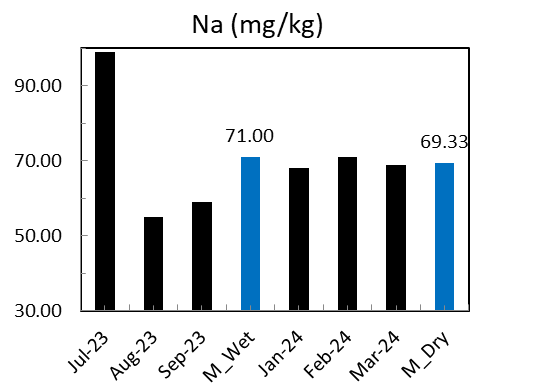 Na (mg/kg)
90.00
70.00
50.00
30.00
71.00
69.33
Jul-23
Aug-23
Sep-23
M_Wet
Jan-24
Feb-24
Mar-24
M_Dry